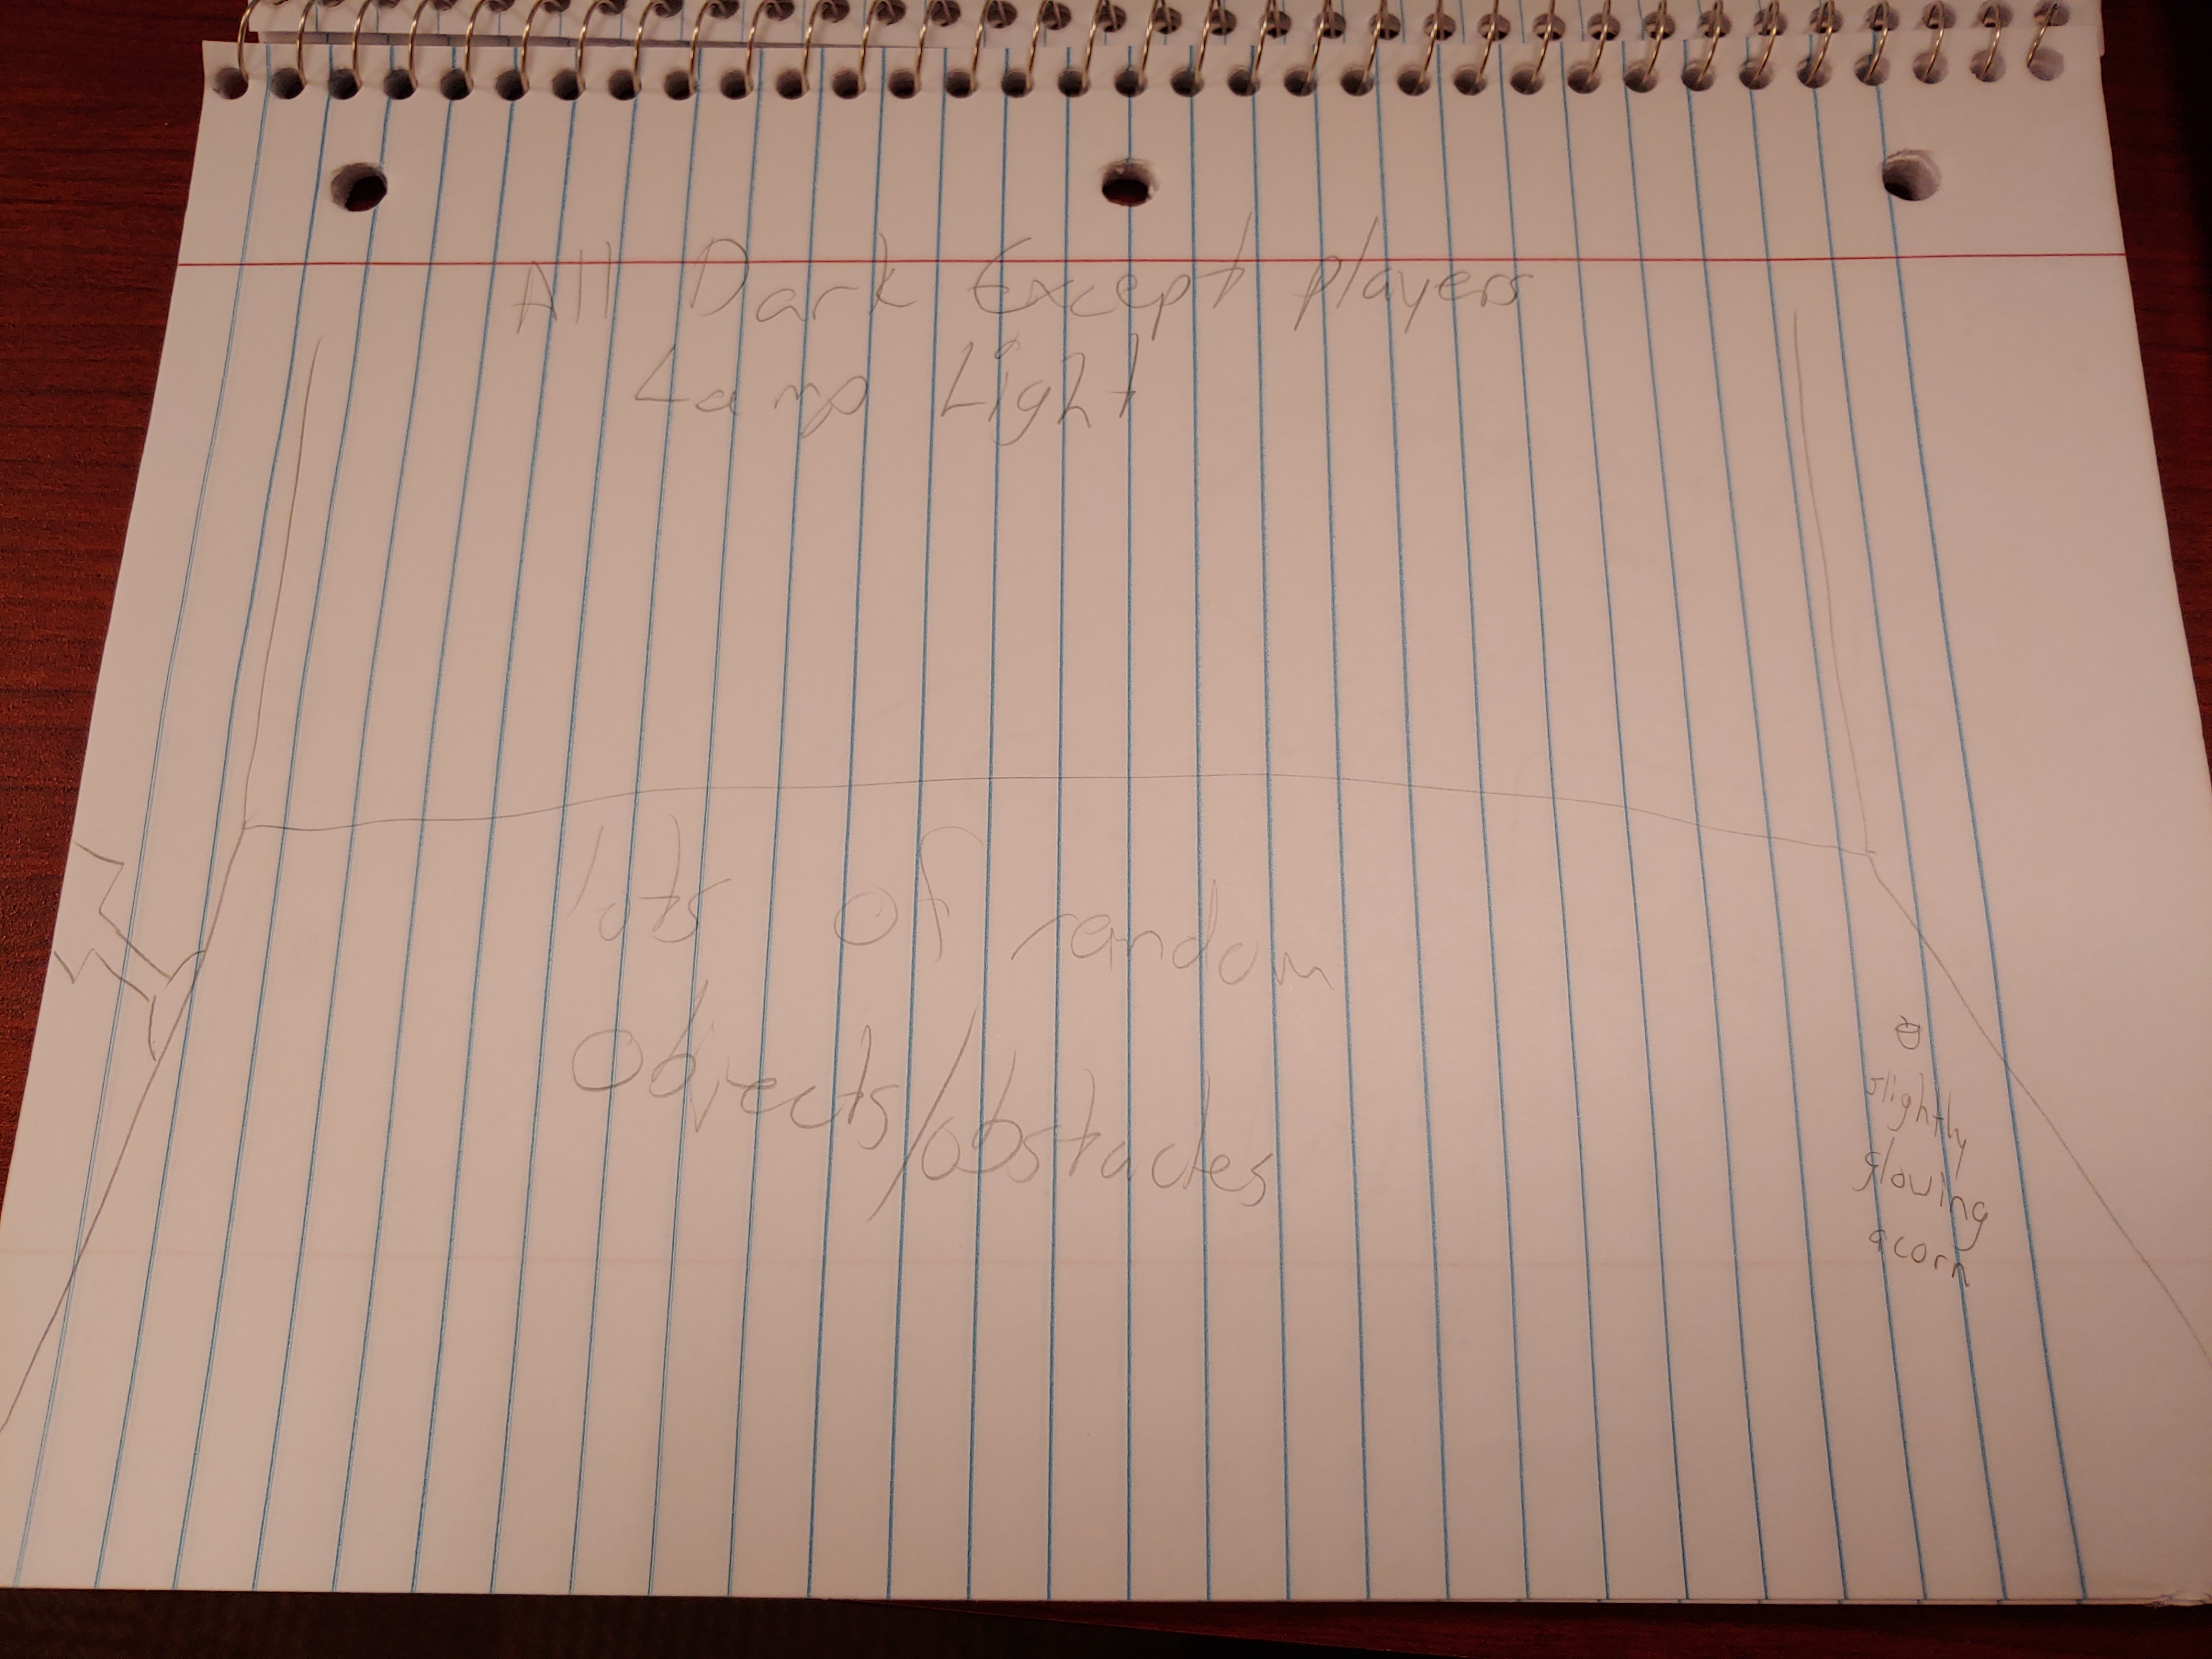 All Dark Except players
Lamp Light
lots of random
Objects/obstacles
slightly
glowing
acorn